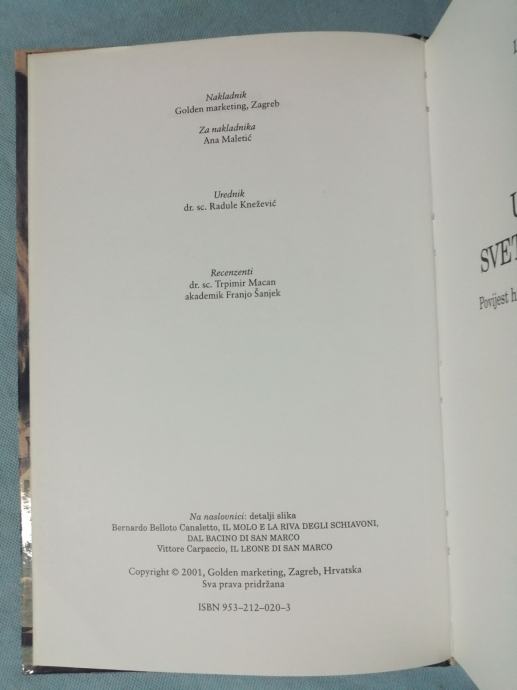 Nakladnik
Golden marketing, Zagreb
Za nakladnika
Ana Maletić
Urednik
dr. sc. Radule Knežević
Recenzenti
dr. sc. Trpimir Macan
akademik Franjo Šanjek
Na naslovnici: detalji slika
Bernardo Belloto Canaletto, IL MOLO E LA RIVA DEGLI SCHIAVONI,
DAL BACINO DI SAN MARCO
Vittore Carpaccio, IL LEONE DI SAN MARCO
Copyright © 2001, Golden marketing, Zagreb, Hrvatska
Sva prava pridržana
ISBN 953-212-020-3
U
SVET
Povijest h